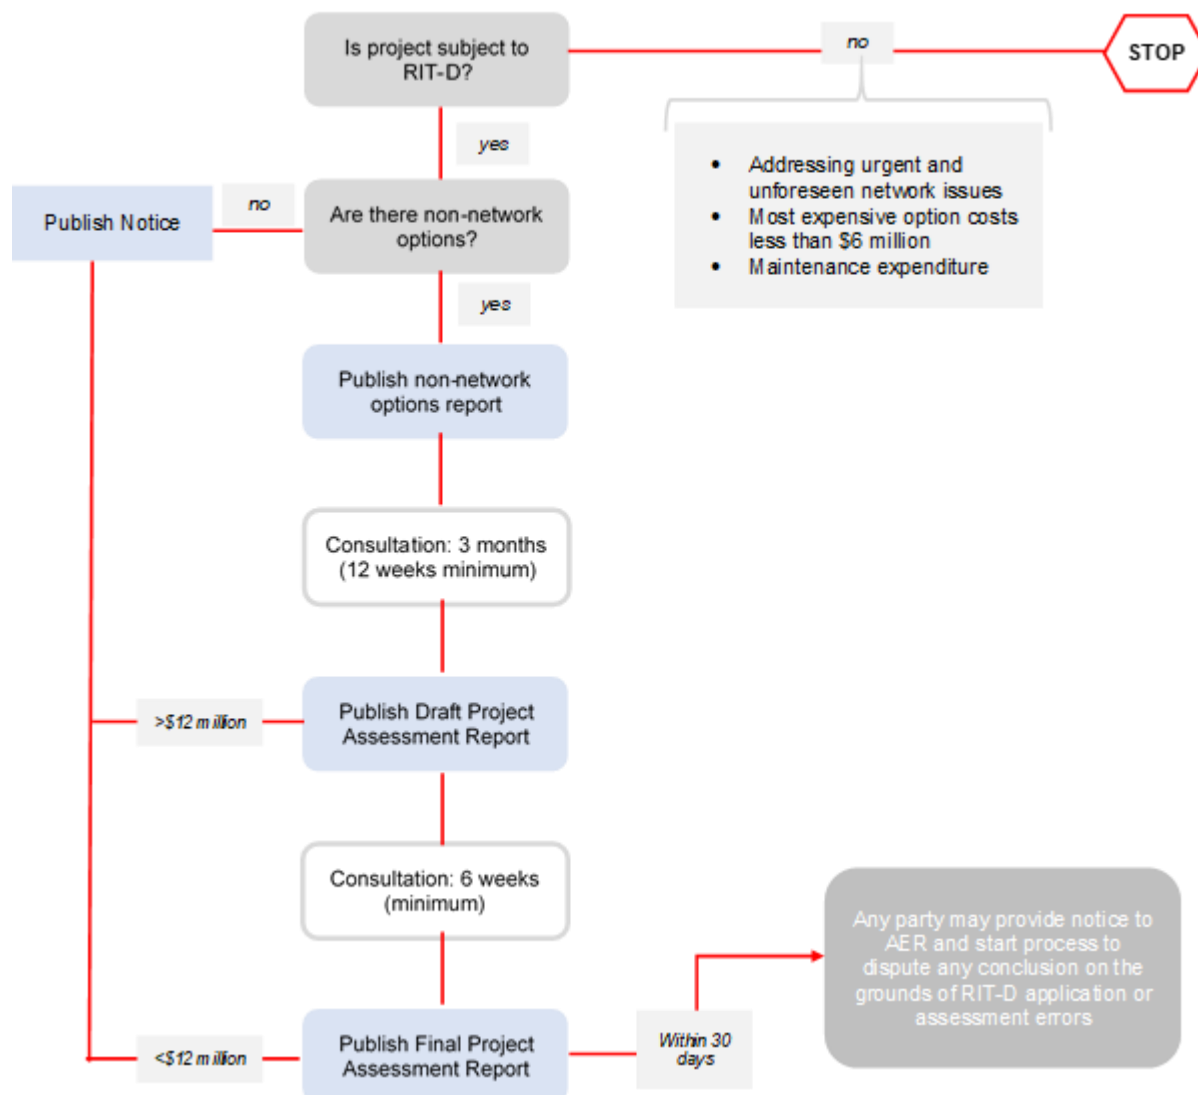 Is project subject to
RIT-D?
no
STOP
yes
• Addressing urgent and
unforeseen network issues
• Most expensive option costs
less than $6 million
• Maintenance expenditure
Publish Notice
no
Are there non-network
options?
yes
Publish non-network
options report
Consultation: 3 months
(12 weeks minimum)
>$12 million
Publish Draft Project
Assessment Report
Consultation: 6 weeks
(minimum)
Any party may provide notice to
AER and start process to
dispute any conclusion on the
grounds of RIT-D application or
assessment errors
<$12 million
Publish Final Project
Assessment Report
Within 30
days